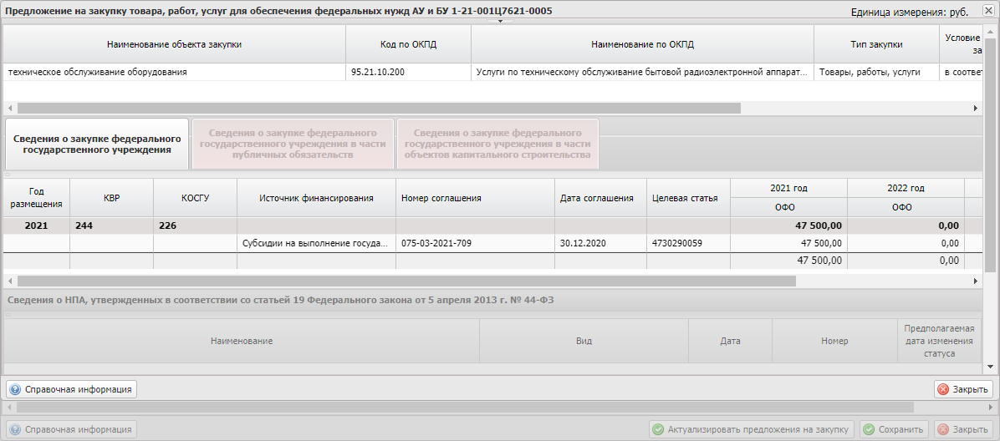 Предложение на закупку товара, работ, услуг для обеспечения федеральных нужд АУ и БУ 1-21-001Ц7621-0005
Единица измерения: руб.
Наименование объекта закупки Код по ОКПД Наименование по ОКПД Тип закупки Условие
за
техническое обслуживание оборудования 95.21.10.200 Услуги по техническому обслуживание бытовой радиоэлектронной аппарат... Товары, работы, услуги в соответ
Сведения о закупке федерального
государственного учреждения
Сведения о закупке федерального
государственного учреждения в части
публичных обязательств
Сведения о закупке федерального
государственного учреждения в части
объектов капитального строительства
Год
размещения
КВР КОСГУ Источник финансирования Номер соглашения Дата соглашения Целевая статья
2021 год 2022 год
ОФО ОФО
2021 244 226 47 500,00 0,00
Субсидии на выполнение госуда... 075-03-2021-709 30.12.2020 4730290059 47 500,00 0,00
47 500,00 0,00
Сведения о НПА, утвержденных в соответствии со статьей 19 Федерального закона от 5 апреля 2013 г. № 44-ФЗ
Наименование Вид Дата Номер
Предполагаемая
дата изменения
статуса
Справочная информация Закрыть
Справочная информация Актуализировать предложения на закупку Сохранить Закрыть